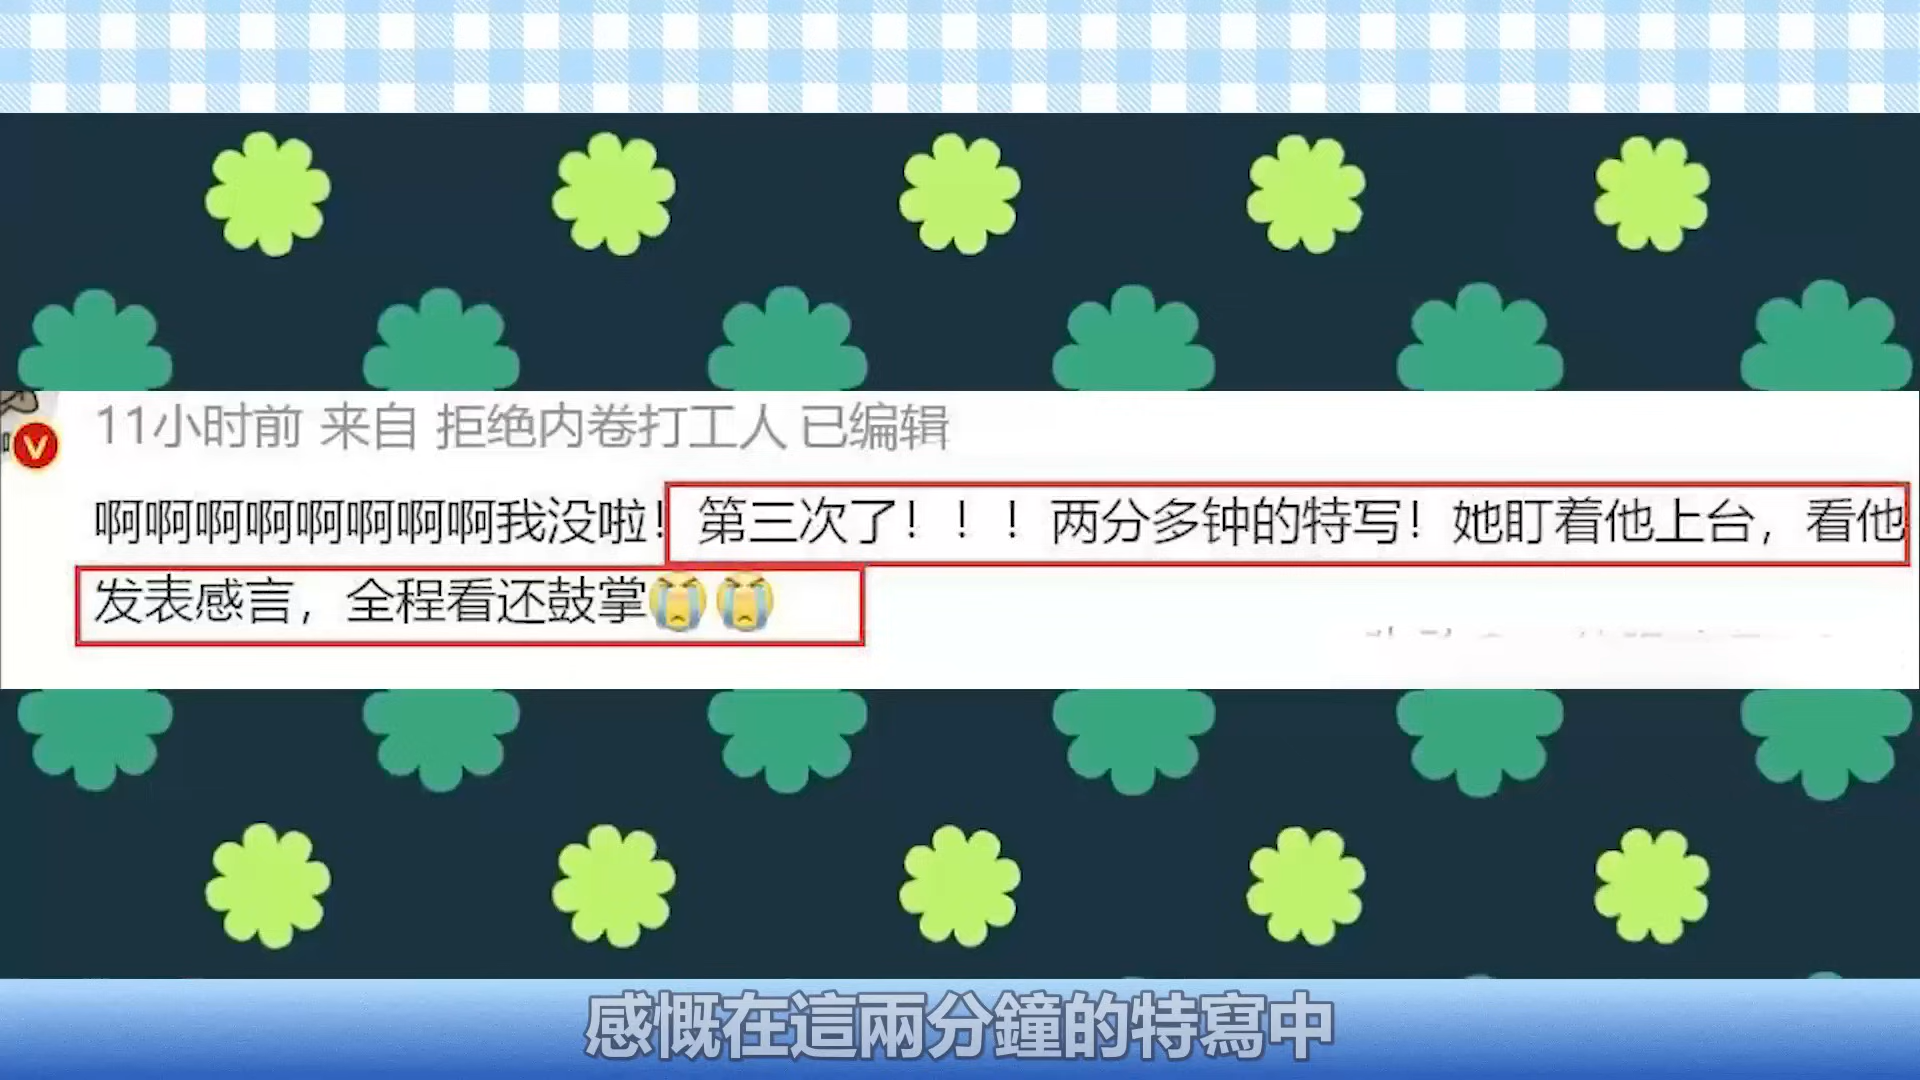 11小时前 来自 拒绝内卷打工人 已编辑
啊啊啊啊啊啊啊啊我没啦！第三次了！！！两分多钟的特写！她盯着他上台，看他
发表感言，全程看还鼓掌😭😭
感慨在這兩分鐘的特寫中